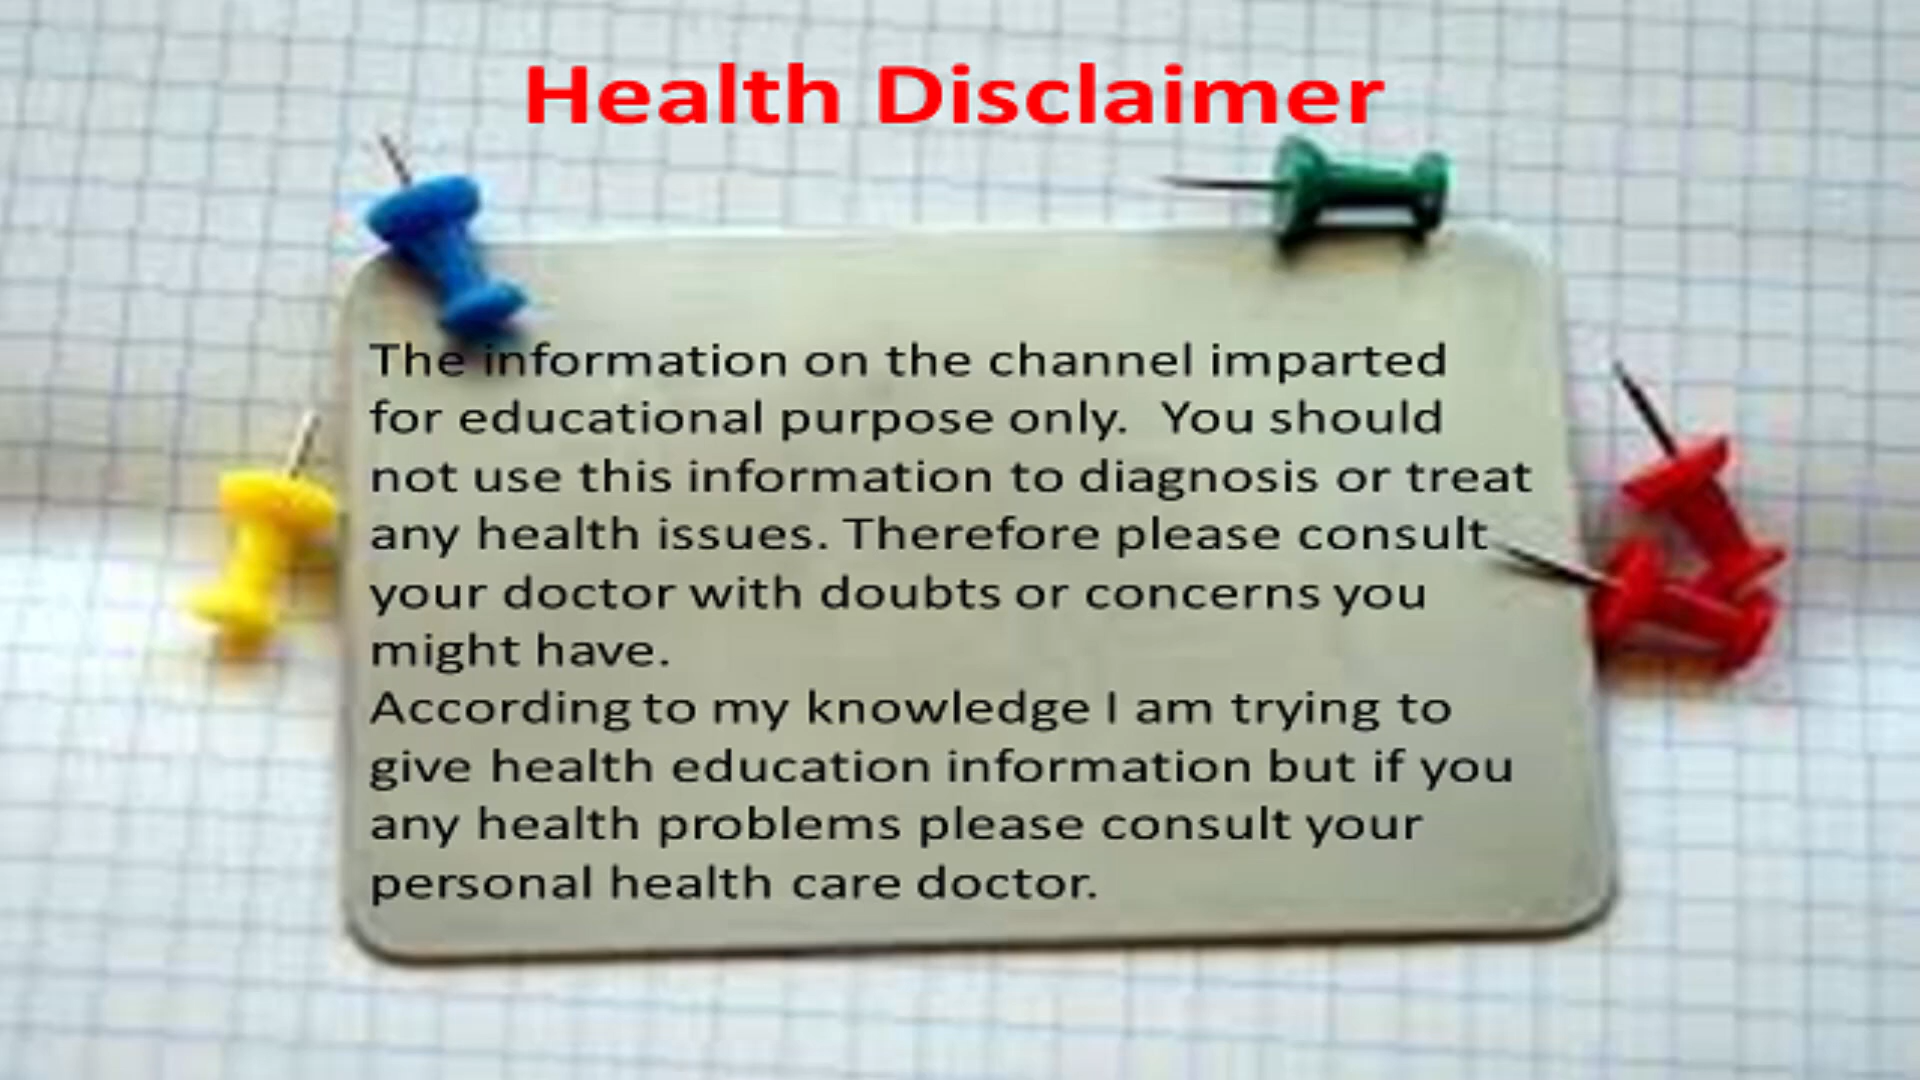 Health Disclaimer
The information on the channel imparted
for educational purpose only.  You should
not use this information to diagnosis or treat
any health issues. Therefore please consult
your doctor with doubts or concerns you
might have.
According to my knowledge I am trying to
give health education information but if you
any health problems please consult your
personal health care doctor.